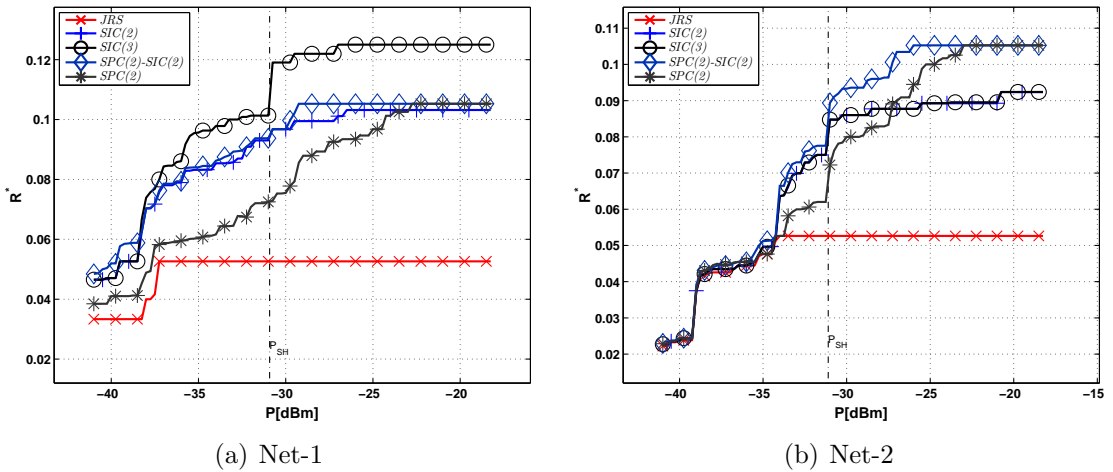 JRS
SIC(2)
SIC(3)
SPC(2)-SIC(2)
SPC(2)
0.12
0.1
0.08
0.06
0.04
0.02
R*
P_SH
−40 −35 −30 −25 −20
P[dBm]
(a) Net-1
JRS
SIC(2)
SIC(3)
SPC(2)-SIC(2)
SPC(2)
0.1
0.09
0.08
0.07
0.06
0.05
0.04
0.03
0.02
R*
P_SH
−40 −35 −30 −25 −20 −15
P[dBm]
(b) Net-2